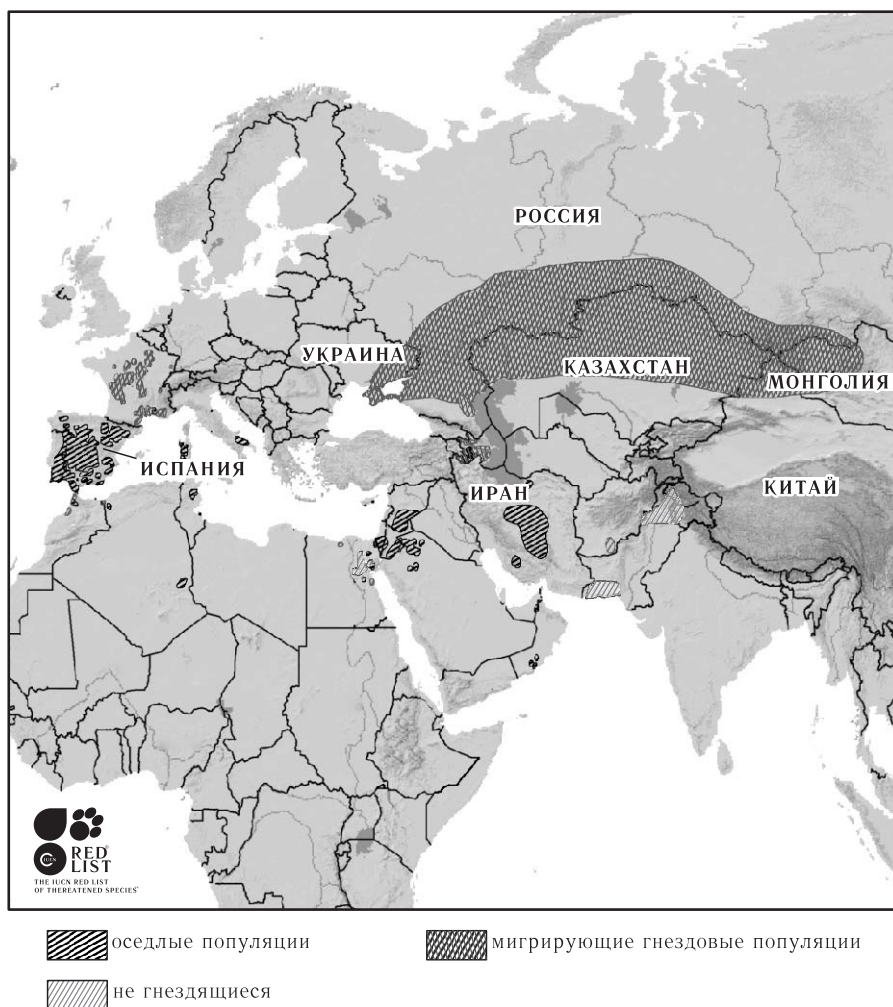 РОССИЯ
УКРАИНА
КАЗАХСТАН
МОНГОЛИЯ
ИСПАНИЯ
ИРАН
КИТАЙ
IUCN
RED
LIST
THE IUCN RED LIST
OF THEREATENED SPECIES
оседлые популяции
мигрирующие гнездовые популяции
не гнездящиеся